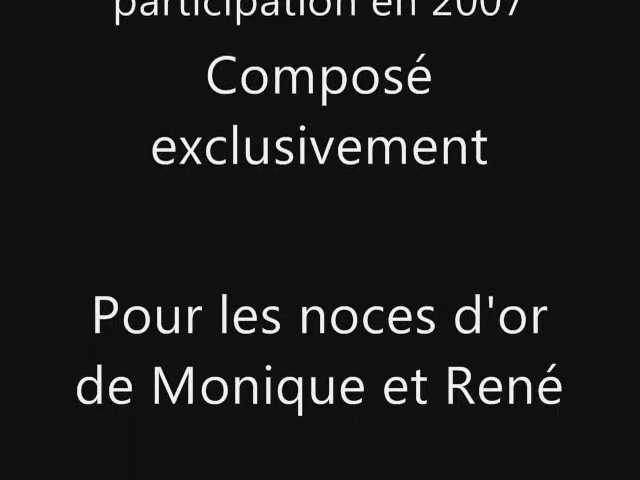 participation en 2007
Composé
exclusivement
Pour les noces d'or
de Monique et René